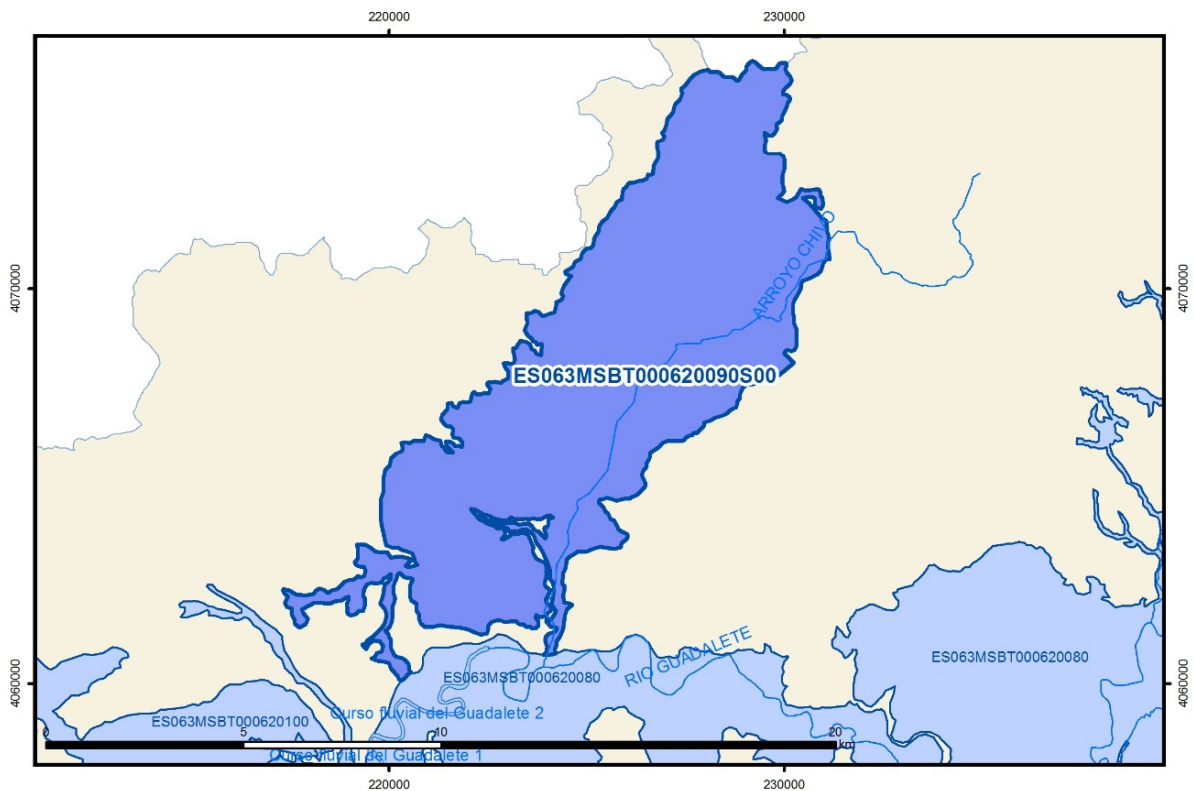 220000
230000
ARROYO CHIVO
4070000
4070000
ES063MSBT000620090S00
RIO GUADALETE
ES063MSBT000620080
ES063MSBT000620080
4060000
4060000
Curso fluvial del Guadalete 2
ES063MSBT000620100
0
5
10
20
km
Curso fluvial del Guadalete 1
220000
230000